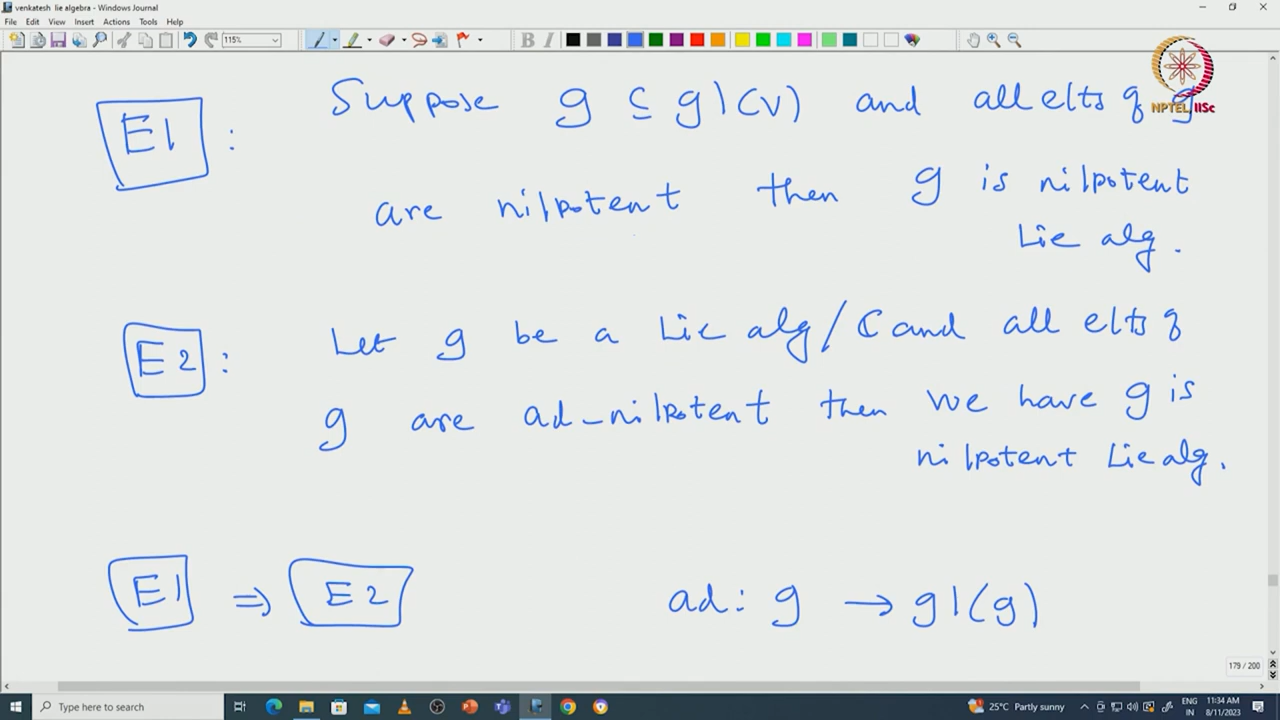 venkatesh lie algebra - Windows Journal
File Edit View Insert Actions Tools Help
115%
B I
NPTEL IISc
E1 : Suppose g ⊆ gl(V) and all elts of g
are nilpotent then g is nilpotent
Lie alg.
E2 : Let g be a Lie alg/ℂ and all elts of
g are ad-nilpotent then we have g is
nilpotent Lie alg.
E1 ⇒ E2 ad: g → gl(g)
179 / 200
Type here to search
25°C Partly sunny
ENG
IN
11:34 AM
8/11/2023